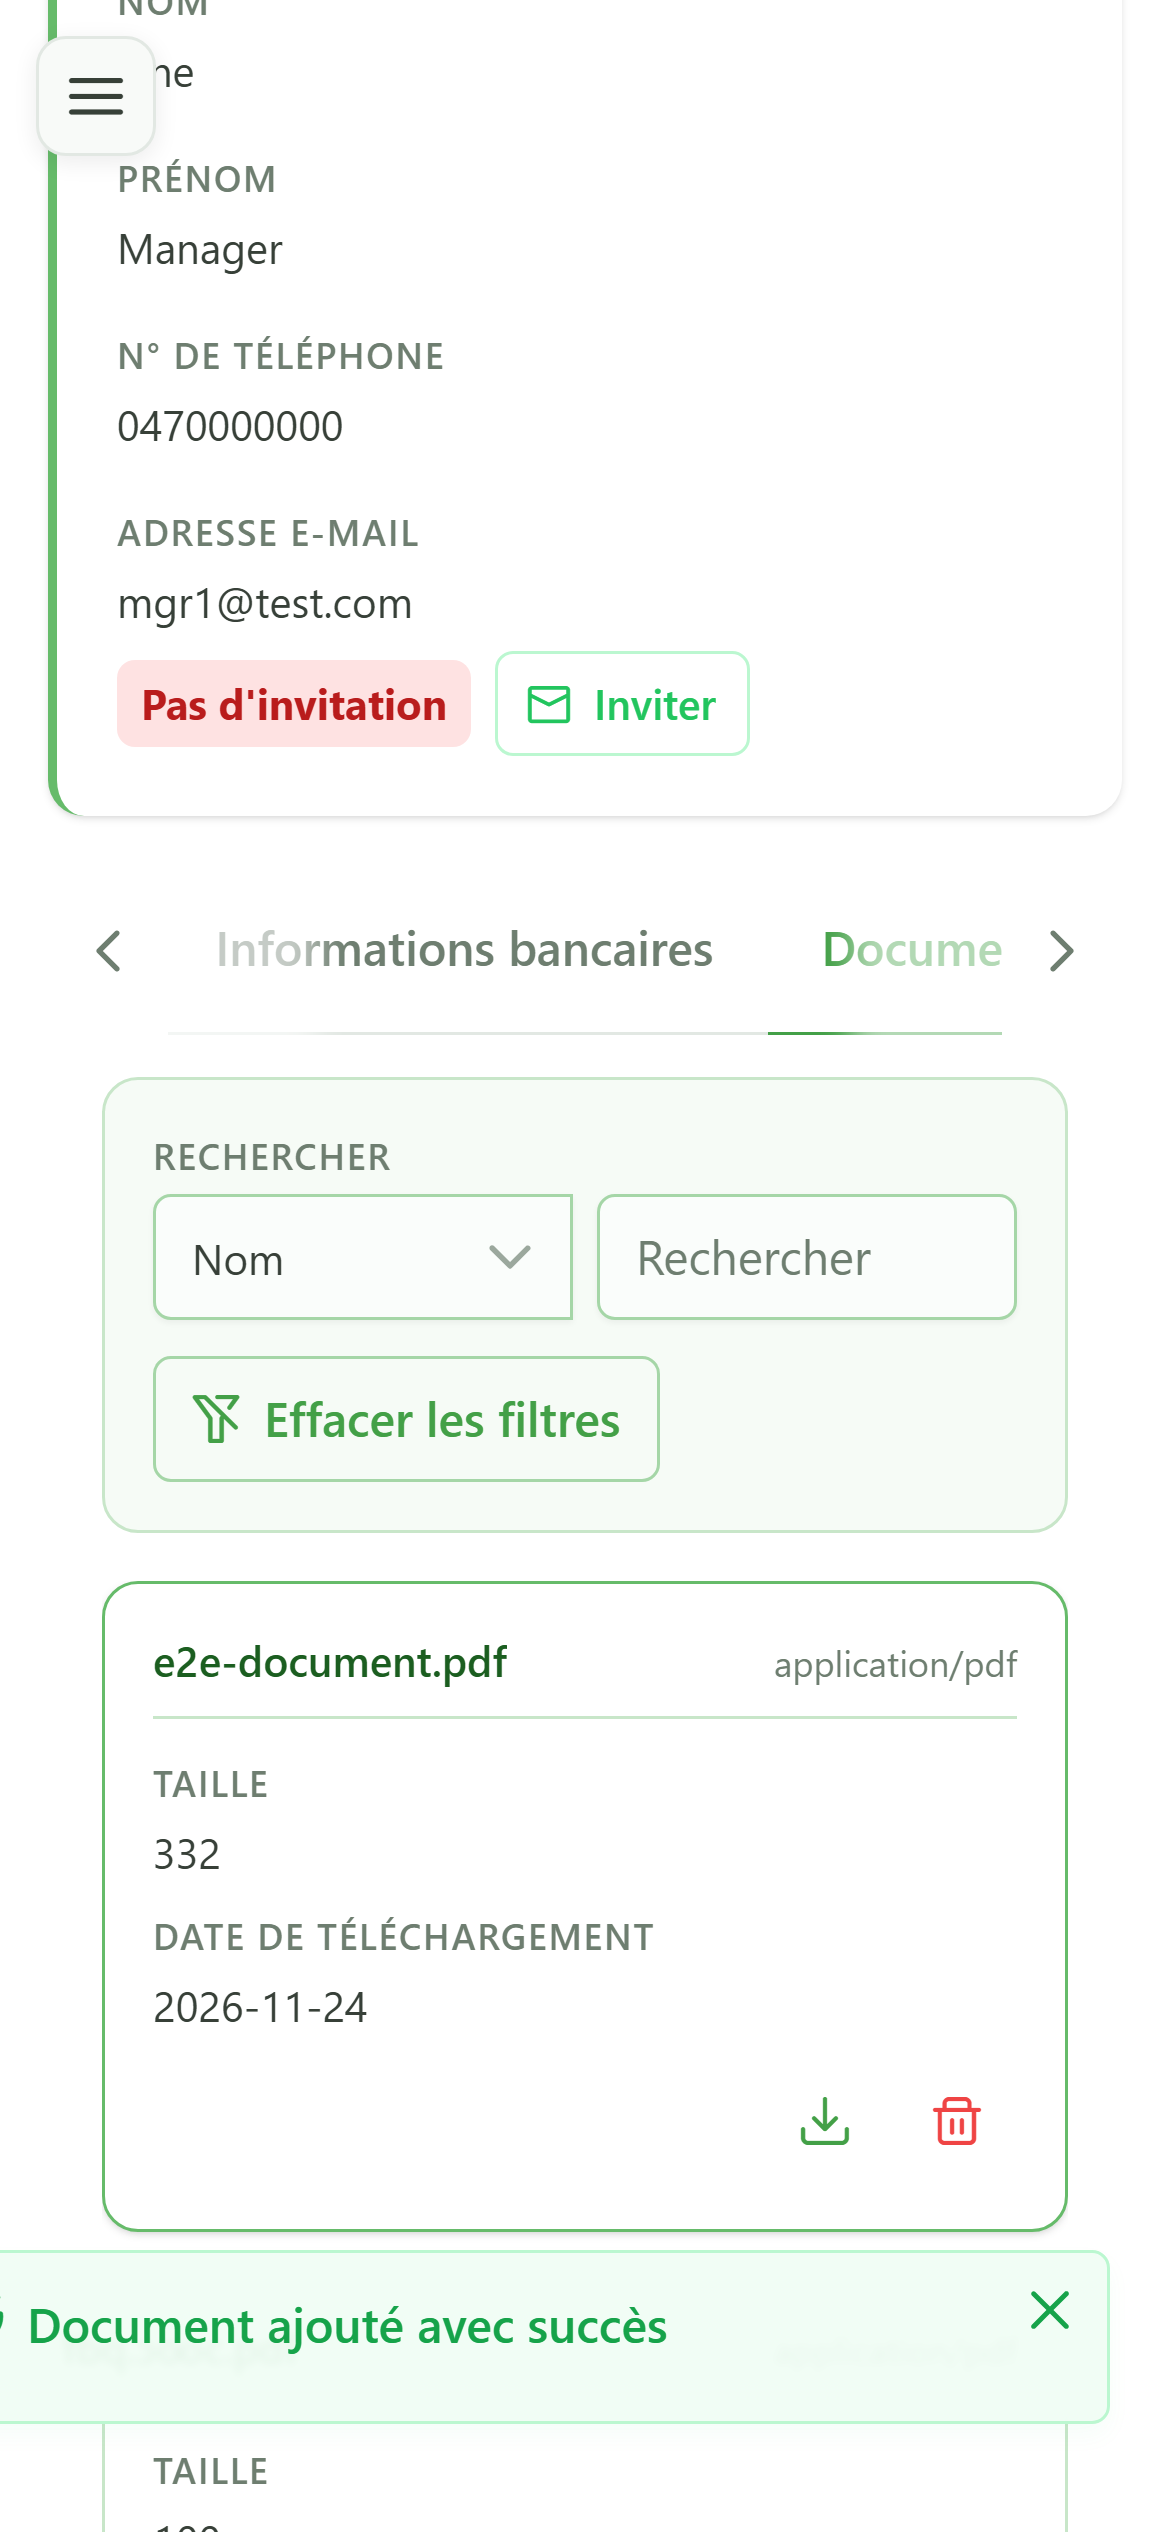 NOM
PRÉNOM
Manager
N° DE TÉLÉPHONE
0470000000
ADRESSE E-MAIL
mgr1@test.com
Pas d'invitation
Inviter
Informations bancaires
Docume
RECHERCHER
Nom
Rechercher
Effacer les filtres
e2e-document.pdf
application/pdf
TAILLE
332
DATE DE TÉLÉCHARGEMENT
2026-11-24
Document ajouté avec succès
TAILLE